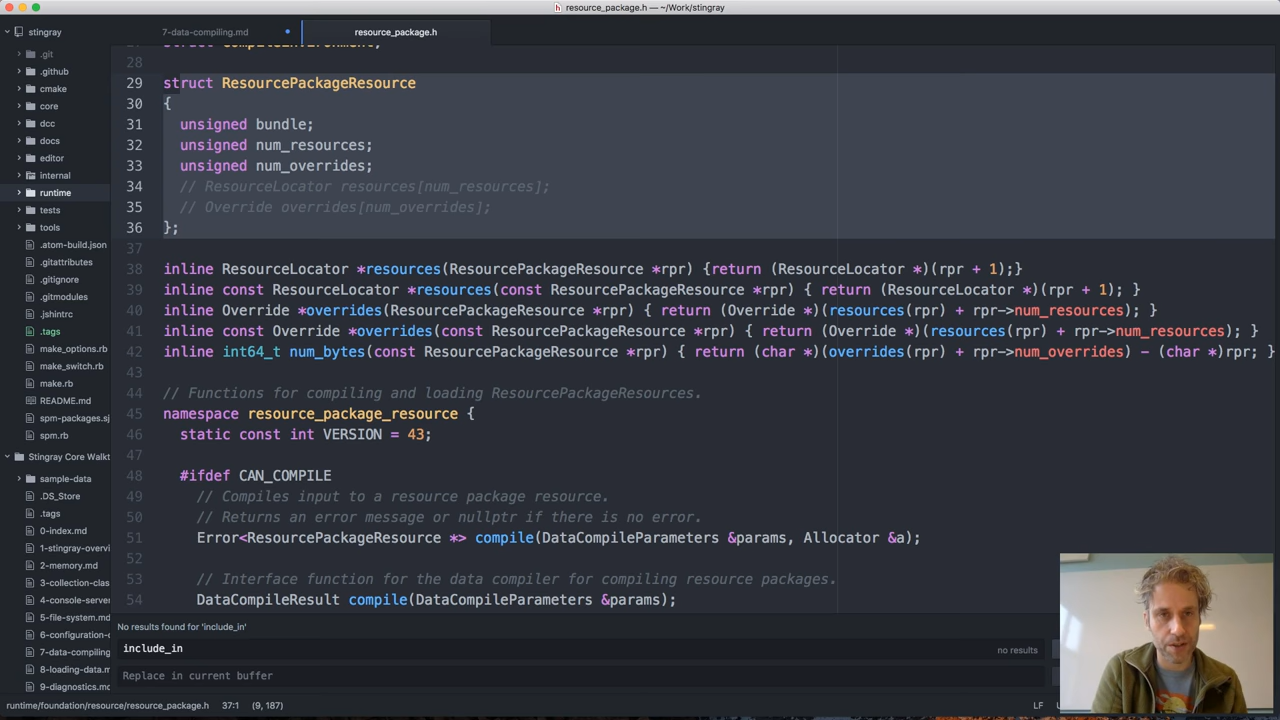 resource_package.h — ~/Work/stingray
stingray
7-data-compiling.md
resource_package.h
.git
.github
cmake
core
dcc
docs
editor
internal
runtime
tests
tools
.atom-build.json
.gitattributes
.gitignore
.gitmodules
.jshintrc
.tags
make_options.rb
make_switch.rb
make.rb
README.md
spm-packages.sj
spm.rb
Stingray Core Walkt
sample-data
.DS_Store
.tags
0-index.md
1-stingray-overvi
2-memory.md
3-collection-clas
4-console-server
5-file-system.md
6-configuration-c
7-data-compiling
8-loading-data.m
9-diagnostics.md
28
29 struct ResourcePackageResource
30 {
31 unsigned bundle;
32 unsigned num_resources;
33 unsigned num_overrides;
34 // ResourceLocator resources[num_resources];
35 // Override overrides[num_overrides];
36 };
37
38 inline ResourceLocator *resources(ResourcePackageResource *rpr) {return (ResourceLocator *)(rpr + 1);}
39 inline const ResourceLocator *resources(const ResourcePackageResource *rpr) { return (ResourceLocator *)(rpr + 1); }
40 inline Override *overrides(ResourcePackageResource *rpr) { return (Override *)(resources(rpr) + rpr->num_resources); }
41 inline const Override *overrides(const ResourcePackageResource *rpr) { return (Override *)(resources(rpr) + rpr->num_resources); }
42 inline int64_t num_bytes(const ResourcePackageResource *rpr) { return (char *)(overrides(rpr) + rpr->num_overrides) - (char *)rpr; }
43
44 // Functions for compiling and loading ResourcePackageResources.
45 namespace resource_package_resource {
46 static const int VERSION = 43;
47
48 #ifdef CAN_COMPILE
49 // Compiles input to a resource package resource.
50 // Returns an error message or nullptr if there is no error.
51 Error<ResourcePackageResource *> compile(DataCompileParameters &params, Allocator &a);
52
53 // Interface function for the data compiler for compiling resource packages.
54 DataCompileResult compile(DataCompileParameters &params);
No results found for 'include_in'
include_in
no results
Replace in current buffer
runtime/foundation/resource/resource_package.h 37:1 (9, 187)
LF